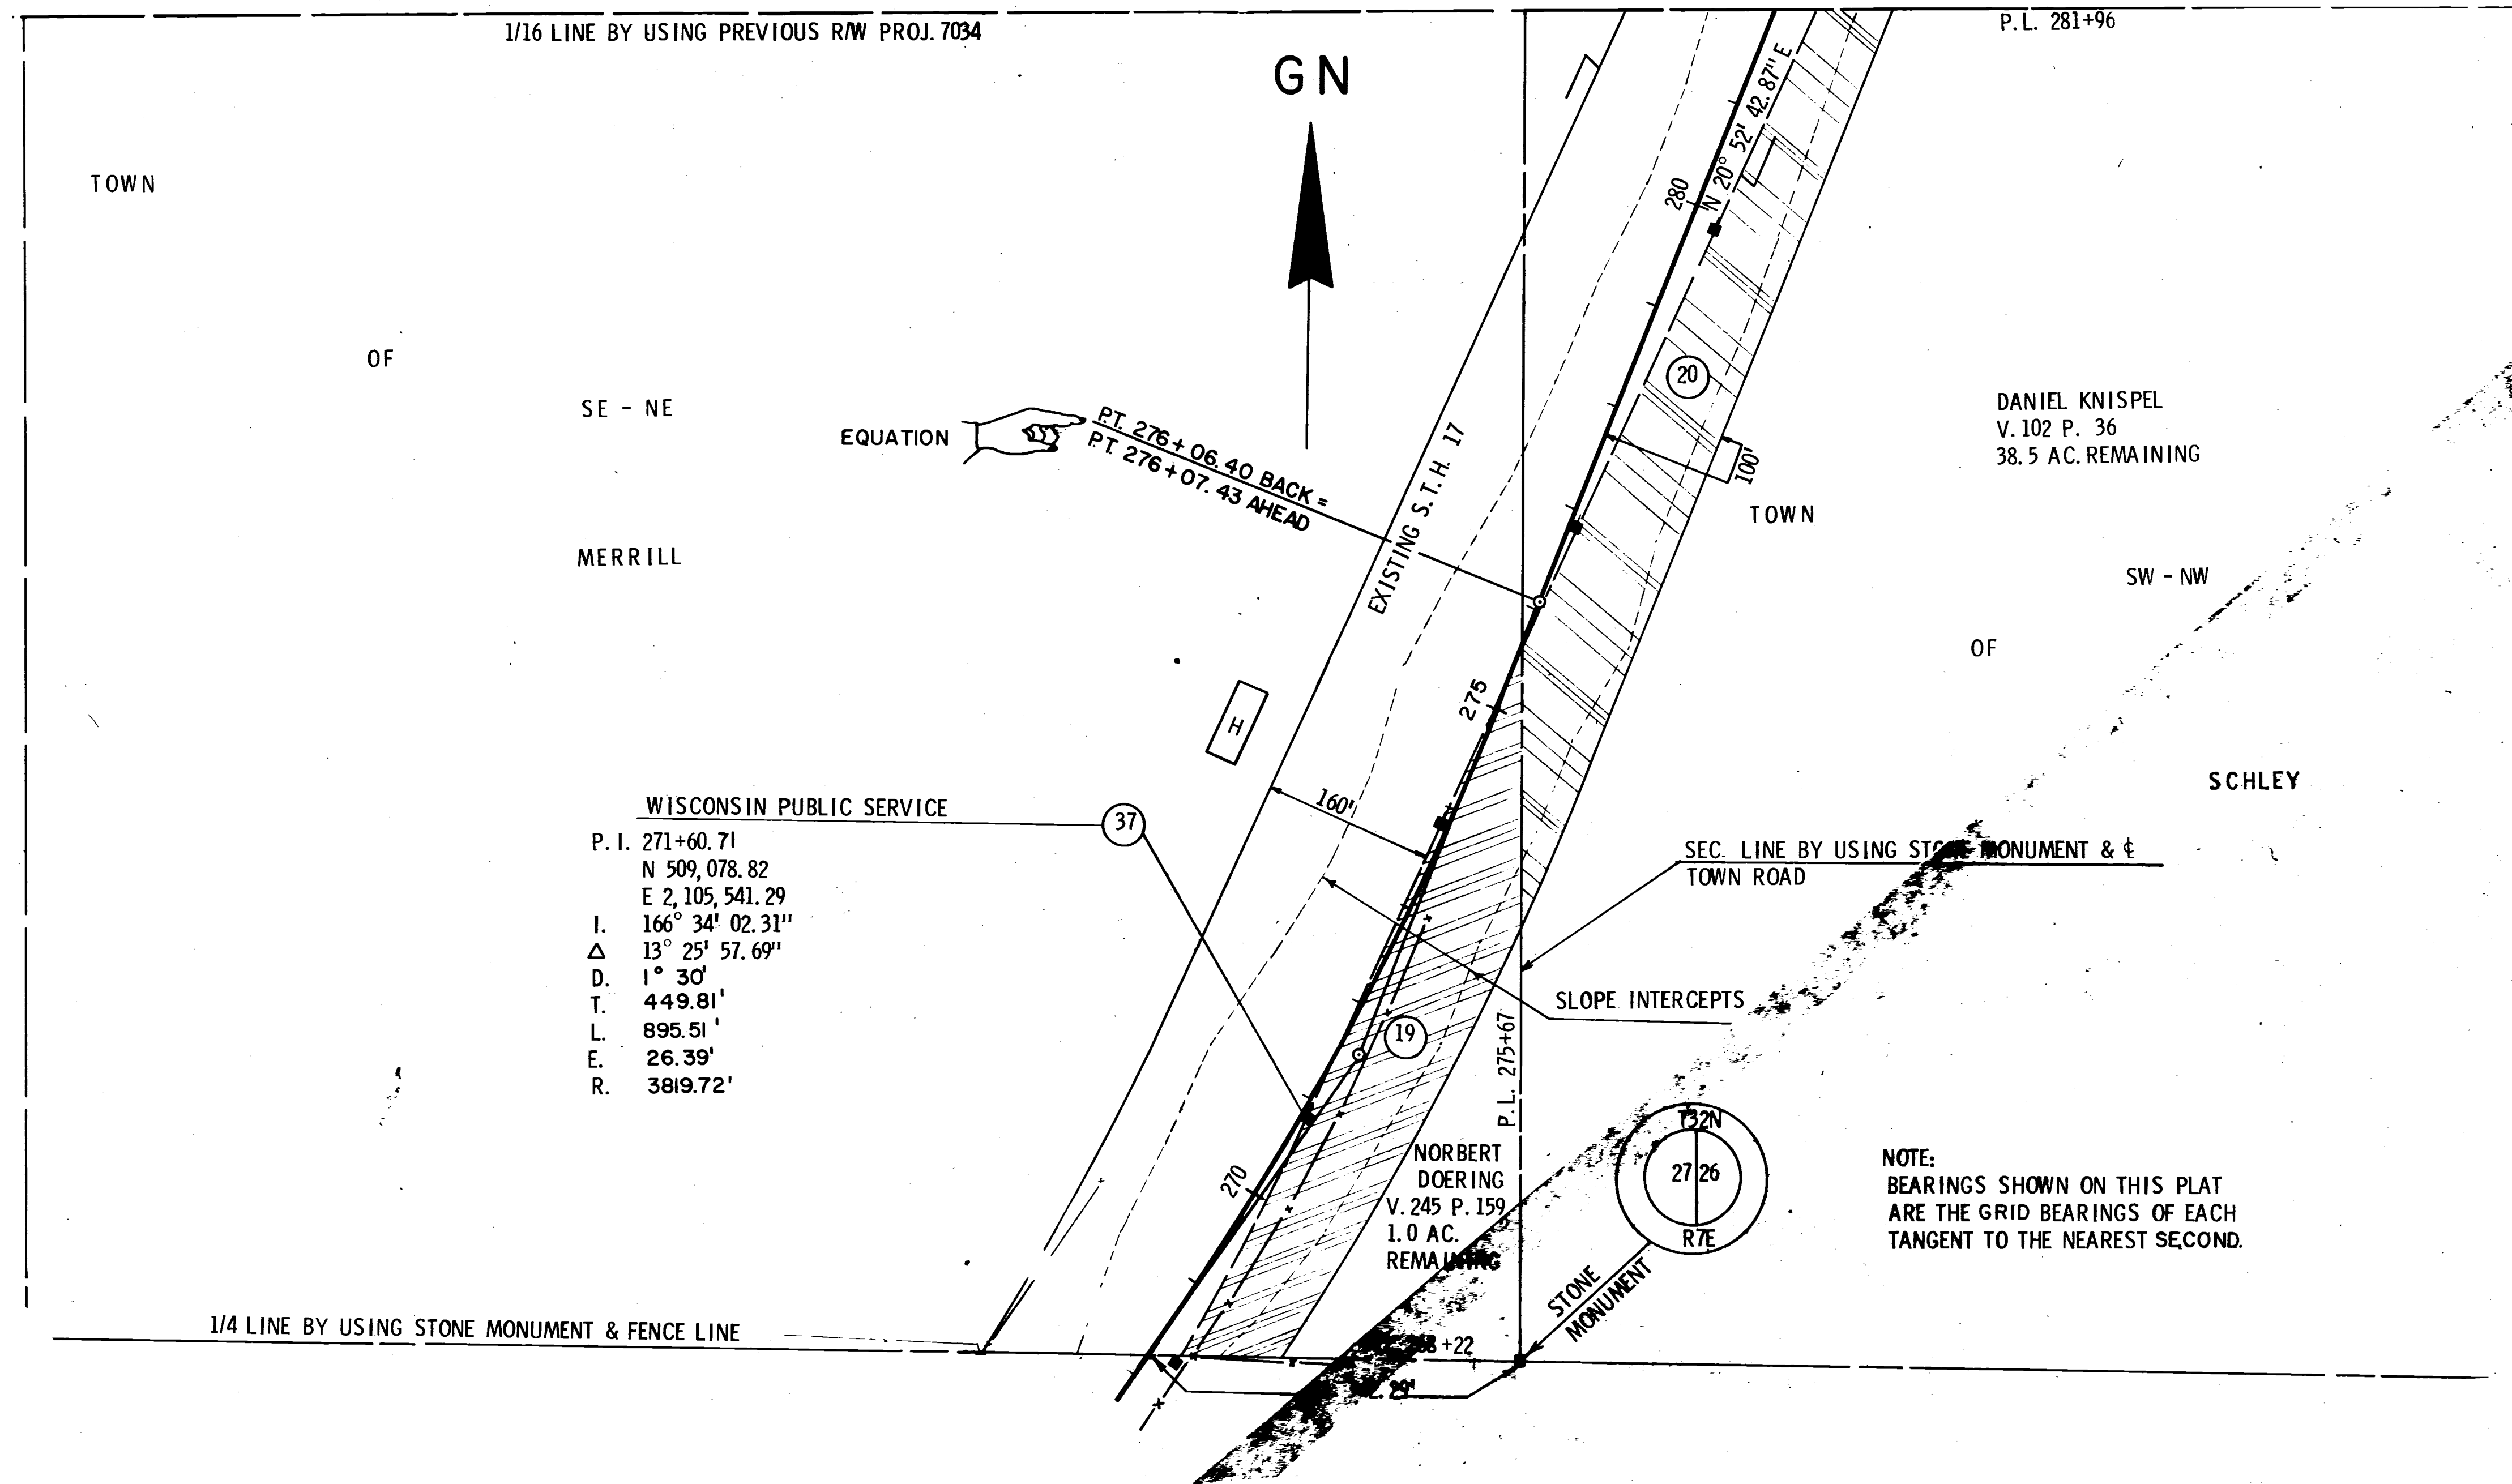 1/16 LINE BY USING PREVIOUS R/W PROJ. 7034
P.L. 281+96
GN
TOWN
OF
SE - NE
MERRILL
EQUATION
P.T. 276+06.40 BACK =
P.T. 276+07.43 AHEAD
EXISTING S.T.H. 17
N 20° 52' 42.87" E
280
20
100'
DANIEL KNISPEL
V. 102 P. 36
38.5 AC. REMAINING
TOWN
SW - NW
OF
SCHLEY
275
H
160'
WISCONSIN PUBLIC SERVICE
37
P.I. 271+60.71
N 509,078.82
E 2,105,541.29
I. 166° 34' 02.31"
Δ 13° 25' 57.69"
D. 1° 30'
T. 449.81'
L. 895.51'
E. 26.39'
R. 3819.72'
SEC. LINE BY USING STONE MONUMENT & ℄
TOWN ROAD
SLOPE INTERCEPTS
19
P.L. 275+67
270
NORBERT
DOERING
V. 245 P. 159
1.0 AC.
REMAINING
T32N
27 26
R7E
STONE
MONUMENT
NOTE:
BEARINGS SHOWN ON THIS PLAT
ARE THE GRID BEARINGS OF EACH
TANGENT TO THE NEAREST SECOND.
1/4 LINE BY USING STONE MONUMENT & FENCE LINE
+22